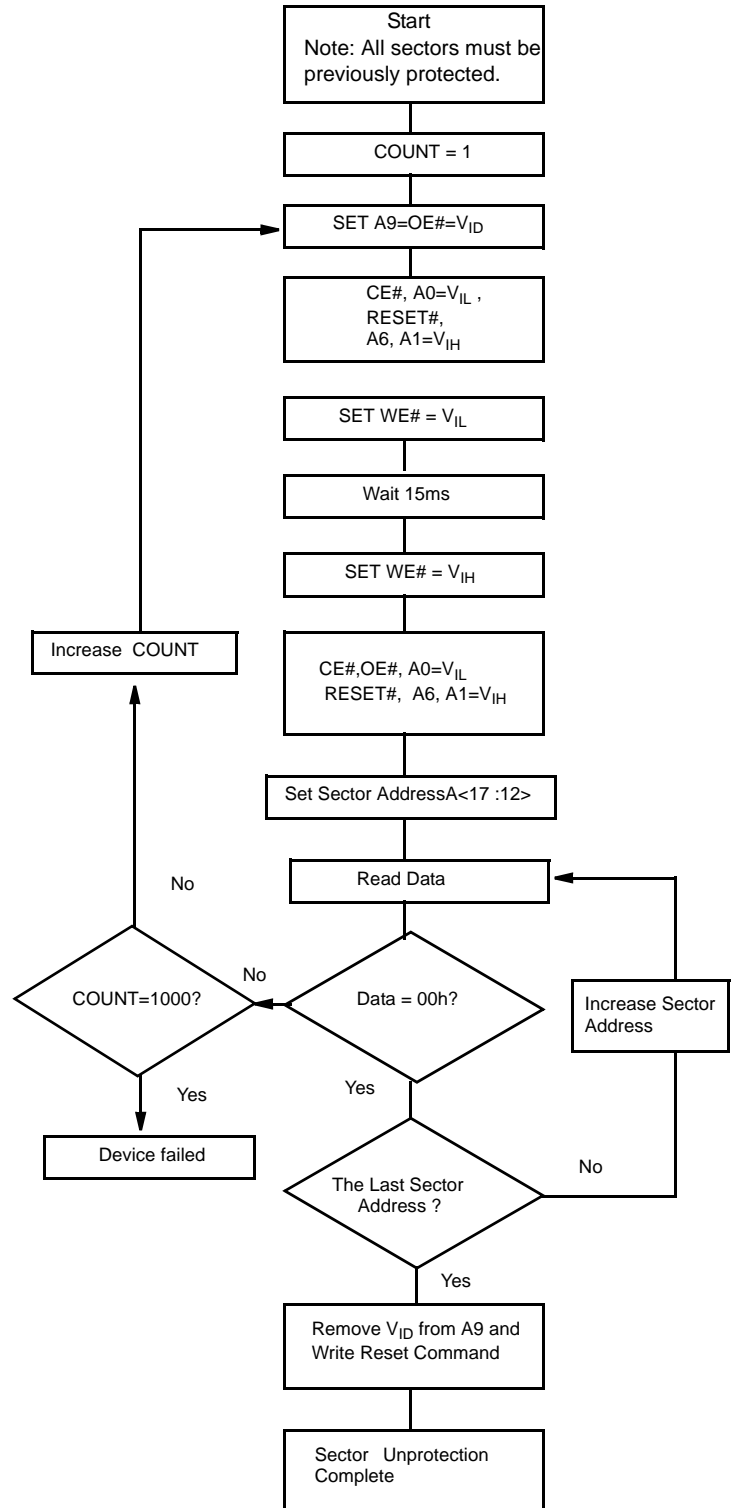 Start
Note: All sectors must be
previously protected.
COUNT = 1
SET A9=OE#=VID
CE#, A0=VIL ,
RESET#,
A6, A1=VIH
SET WE# = VIL
Wait 15ms
SET WE# = VIH
Increase COUNT
CE#,OE#, A0=VIL
RESET#, A6, A1=VIH
Set Sector AddressA<17 :12>
Read Data
No
No
COUNT=1000?
Data = 00h?
Increase Sector
Address
Yes
Yes
Device failed
No
The Last Sector
Address ?
Yes
Remove VID from A9 and
Write Reset Command
Sector Unprotection
Complete